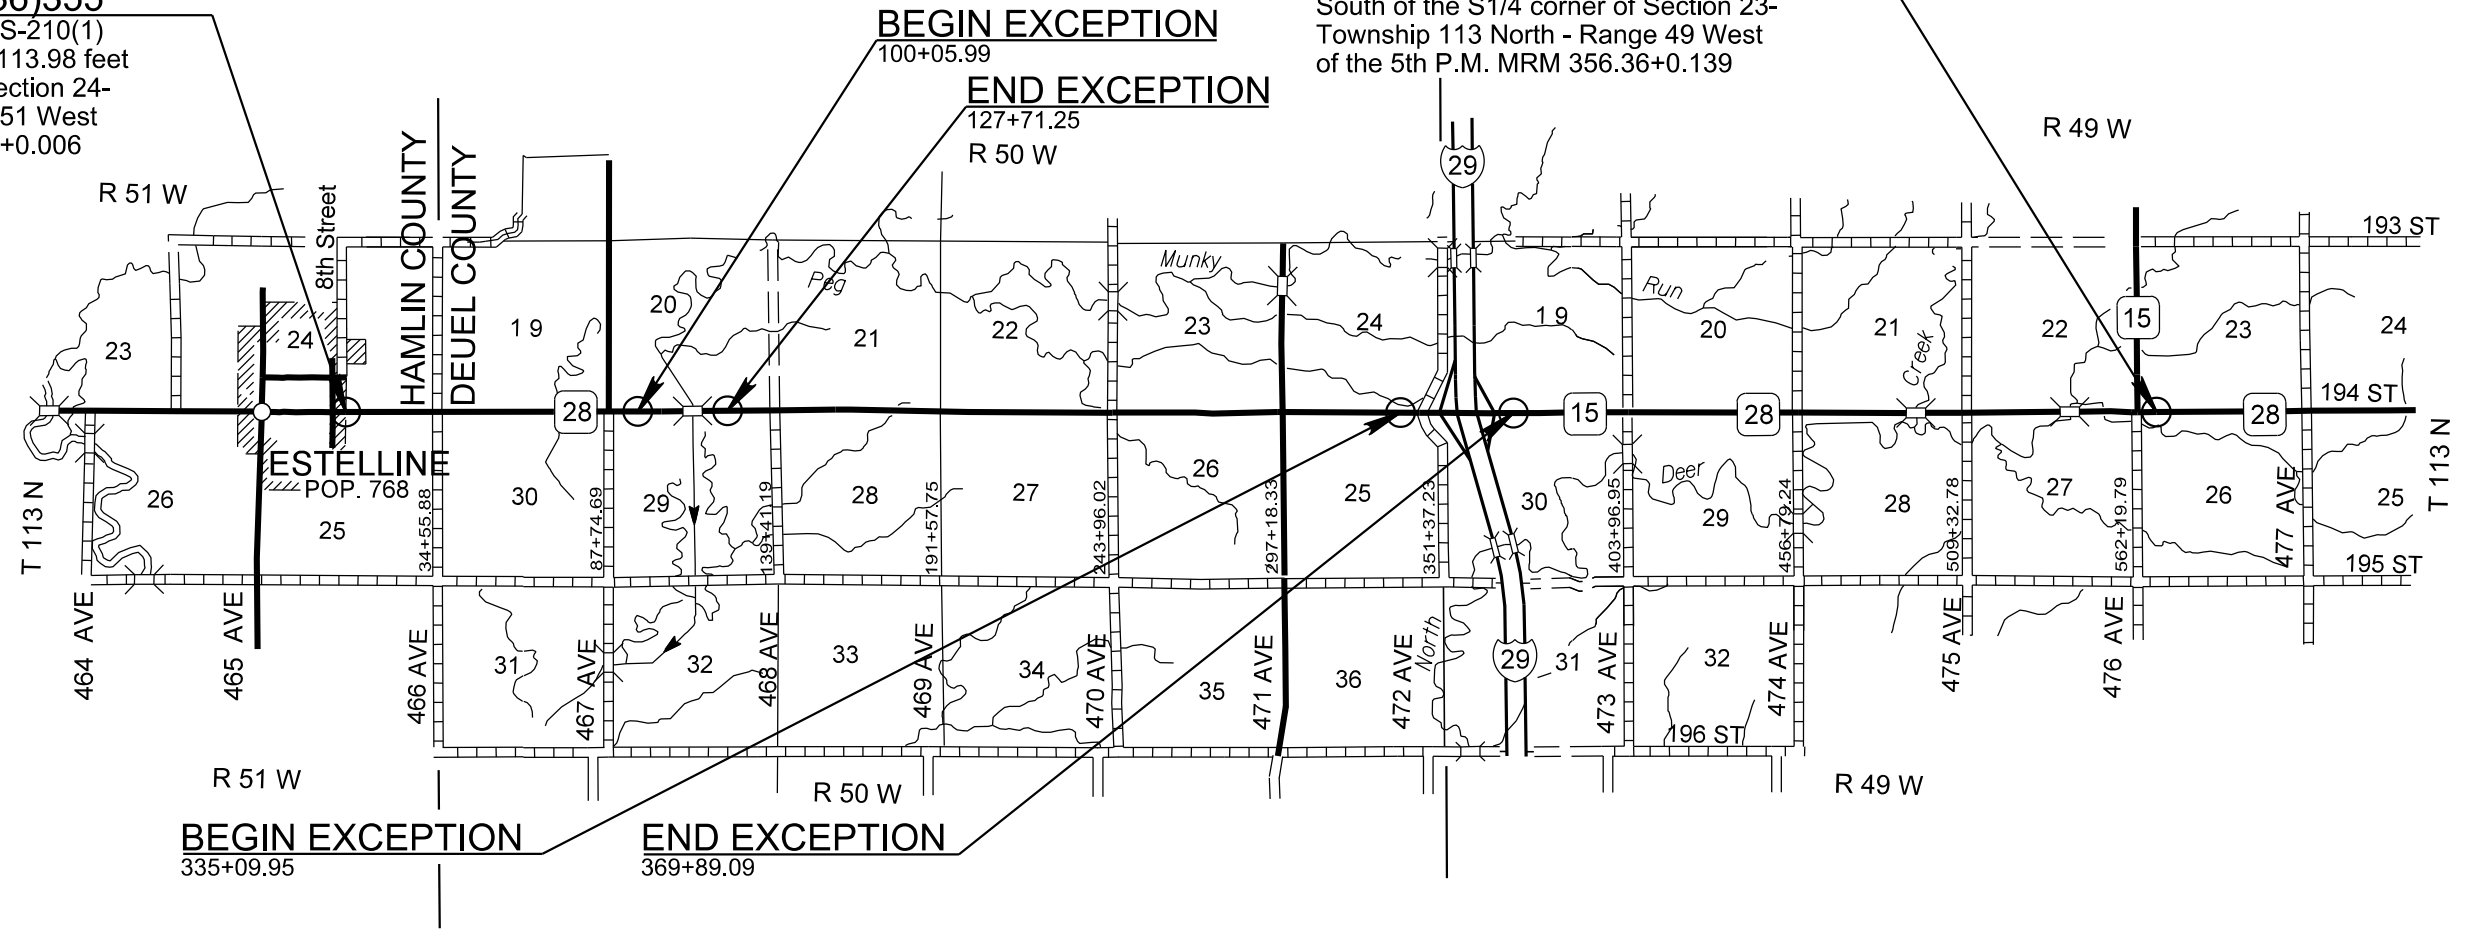 S-210(1)
113.98 feet
ection 24-
51 West
+0.006
BEGIN EXCEPTION
100+05.99
END EXCEPTION
127+71.25
R 50 W
South of the S1/4 corner of Section 23-
Township 113 North - Range 49 West
of the 5th P.M. MRM 356.36+0.139
R 49 W
R 51 W
8th Street
HAMLIN COUNTY
DEUEL COUNTY
29
193 ST
Munky
Peg
Run
Creek
23
24
19
20
21
22
23
24
19
20
21
22
15
23
24
28
15
28
28
194 ST
ESTELLINE
POP. 768
Deer
T 113 N
26
25
30
29
28
27
26
25
30
29
28
27
26
25
T 113 N
34+55.88
87+74.69
139+41.19
191+57.75
243+96.02
297+18.33
351+37.23
403+96.95
456+79.24
509+32.78
562+19.79
477 AVE
195 ST
464 AVE
465 AVE
466 AVE
467 AVE
468 AVE
469 AVE
470 AVE
471 AVE
472 AVE
North
473 AVE
474 AVE
475 AVE
476 AVE
31
32
33
34
35
36
29
31
32
196 ST
R 51 W
R 50 W
R 49 W
BEGIN EXCEPTION
335+09.95
END EXCEPTION
369+89.09